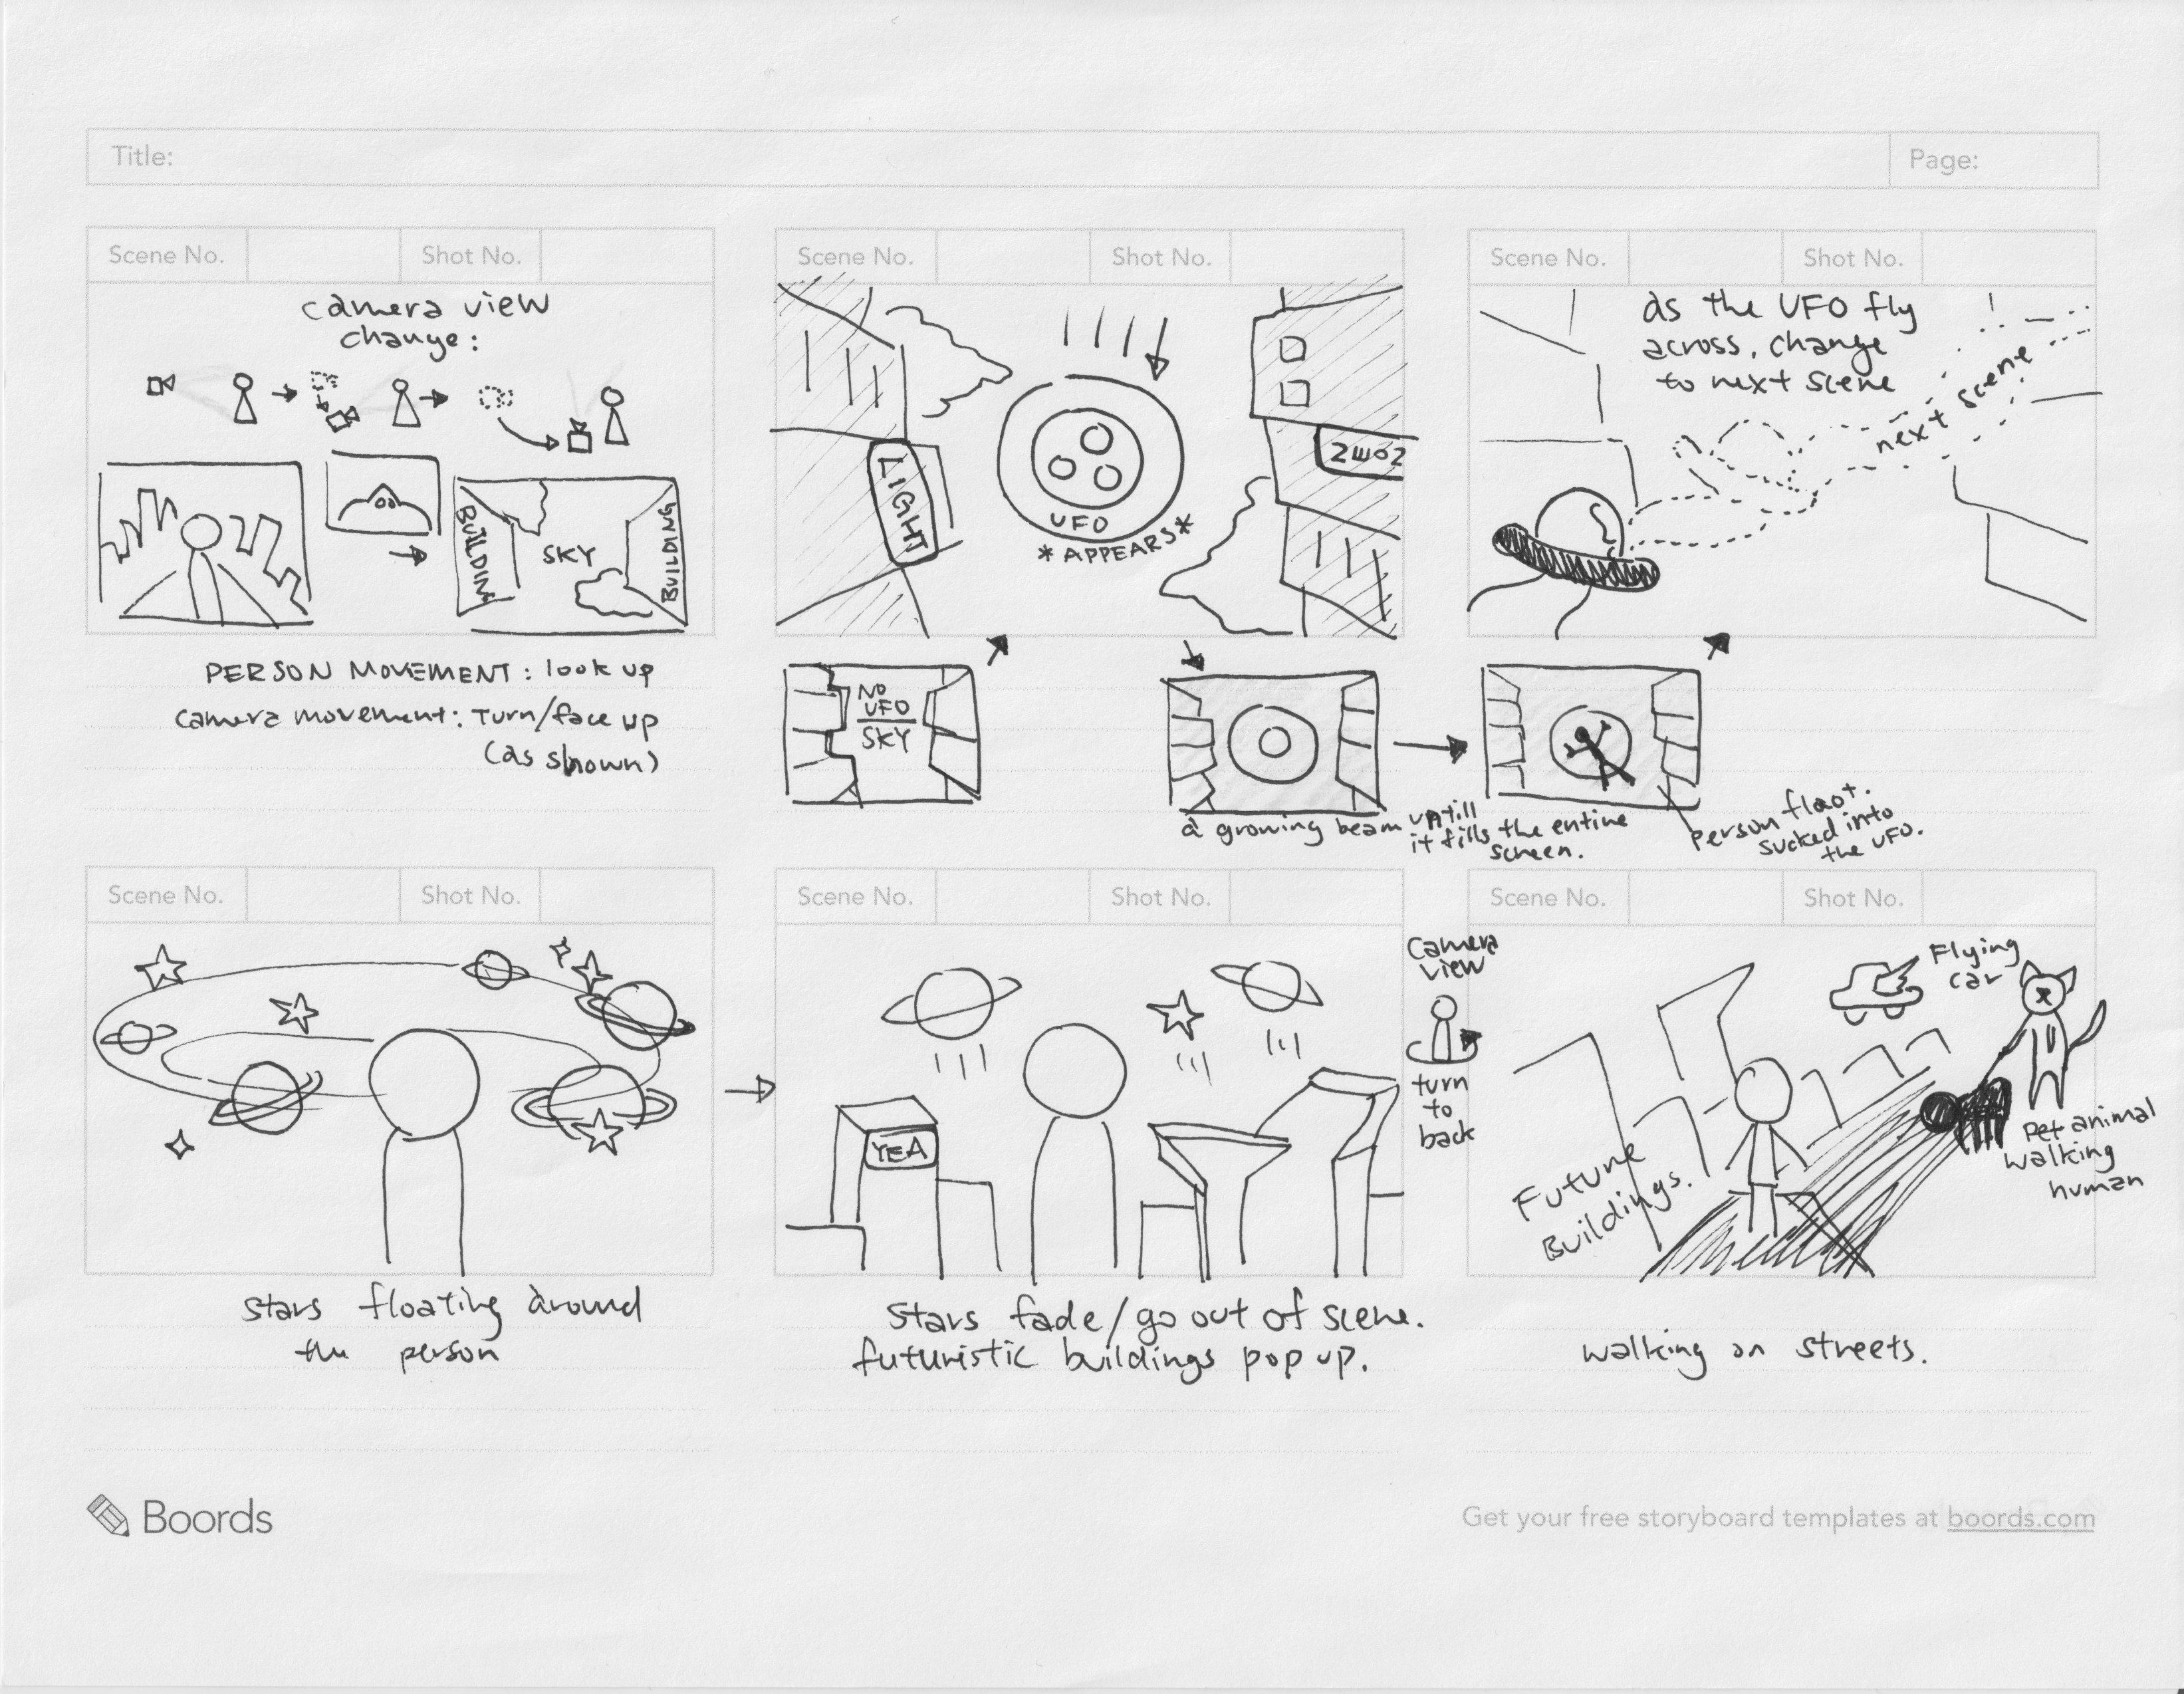 Title:
Page:
Scene No.
Shot No.
camera view
change:
BUILDING
SKY
BUILDING
PERSON MOVEMENT: look up
camera movement: Turn/face up
(as shown)
Scene No.
Shot No.
LIGHT
UFO
*APPEARS*
NO
UFO
SKY
a growing beam untill
it fills the entire
screen.
Scene No.
Shot No.
as the UFO fly
across, change
to next scene
next scene
Person flaot.
sucked into
the UFO.
Scene No.
Shot No.
stars floating around
the person
Scene No.
Shot No.
YEA
stars fade/go out of scene.
futuristic buildings pop up.
camera
view
turn
to
back
Scene No.
Shot No.
Flying
car
Pet animal
walking
human
Future
Buildings.
walking on streets.
Boords
Get your free storyboard templates at boords.com